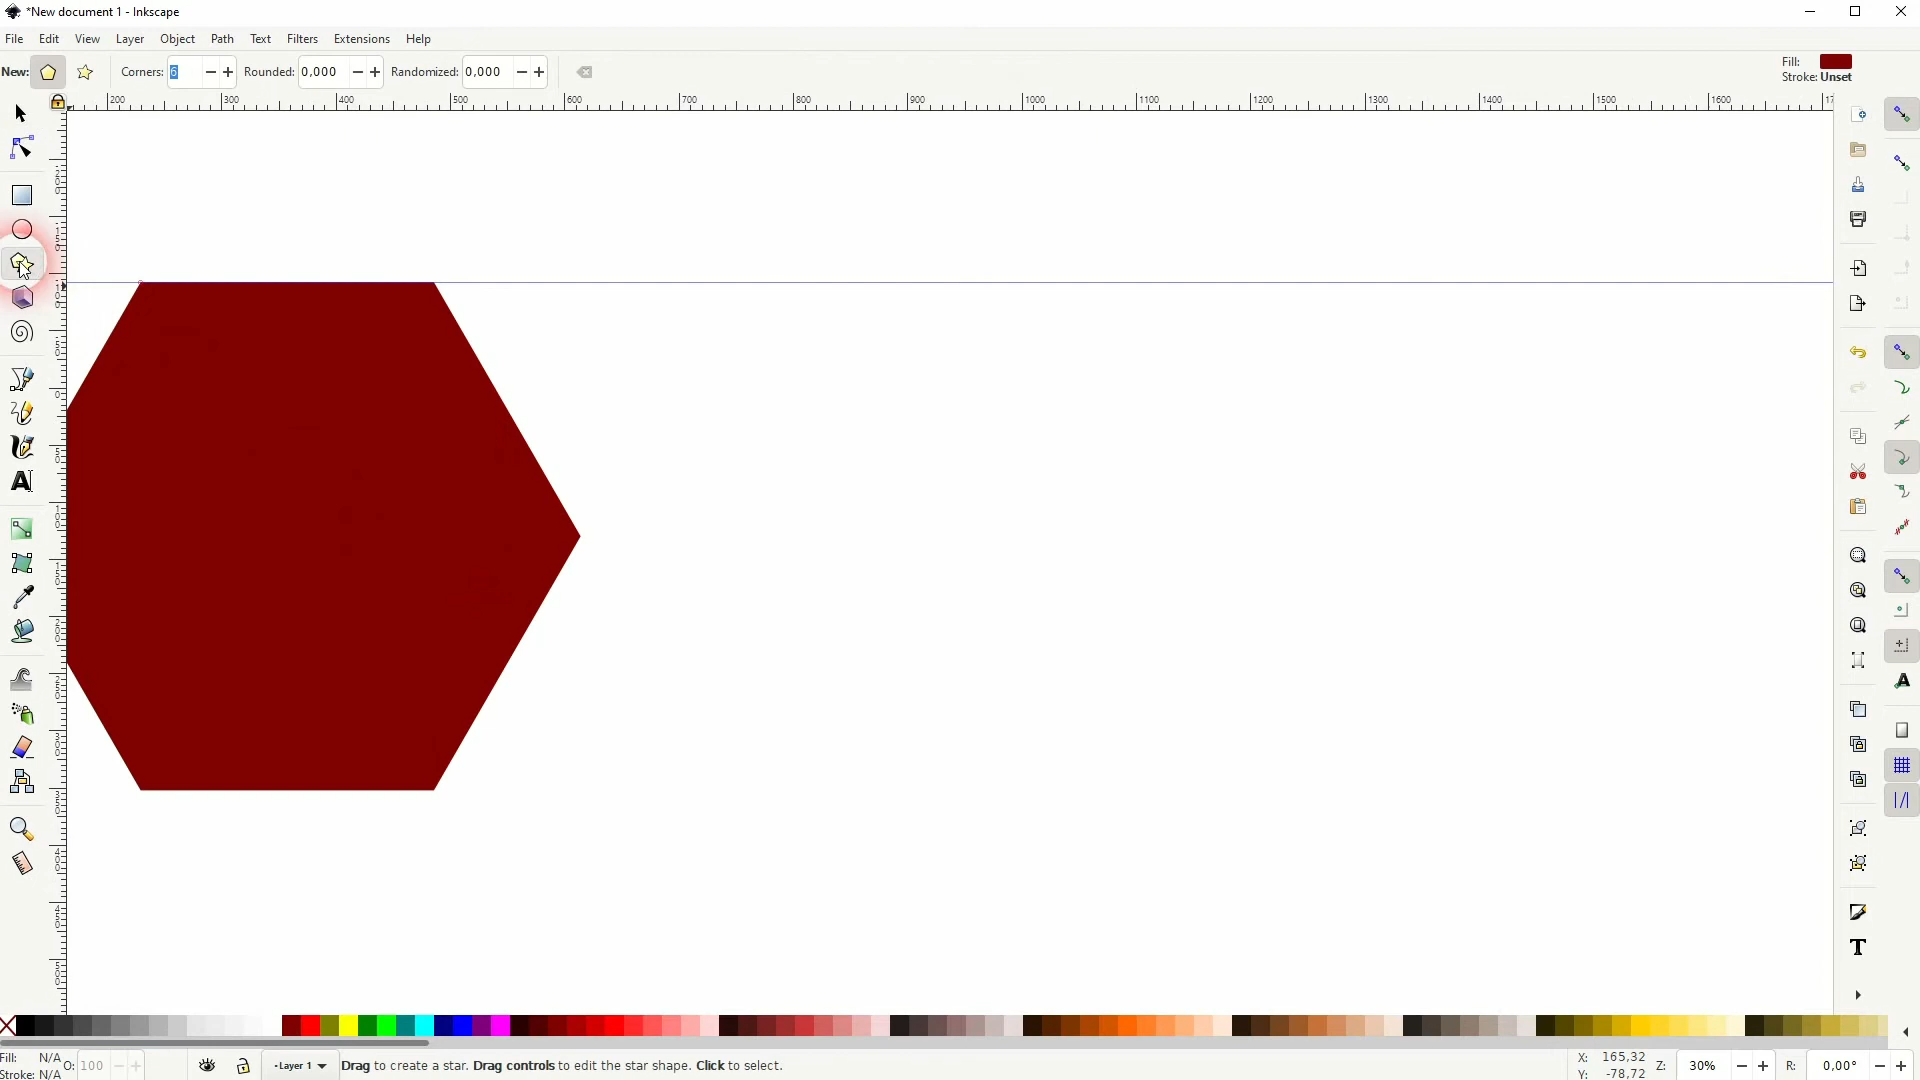 *New document 1 - Inkscape
File Edit View Layer Object Path Text Filters Extensions Help
New: Corners: 6 Rounded: 0,000 Randomized: 0,000
Fill:
Stroke: Unset
200 300 400 500 600 700 800 900 1000 1100 1200 1300 1400 1500 1600 17
Fill: N/A
Stroke: N/A
O: 100
Layer 1
Drag to create a star. Drag controls to edit the star shape. Click to select.
X: 165,32
Y: -78,72
Z: 30%
R: 0,00°